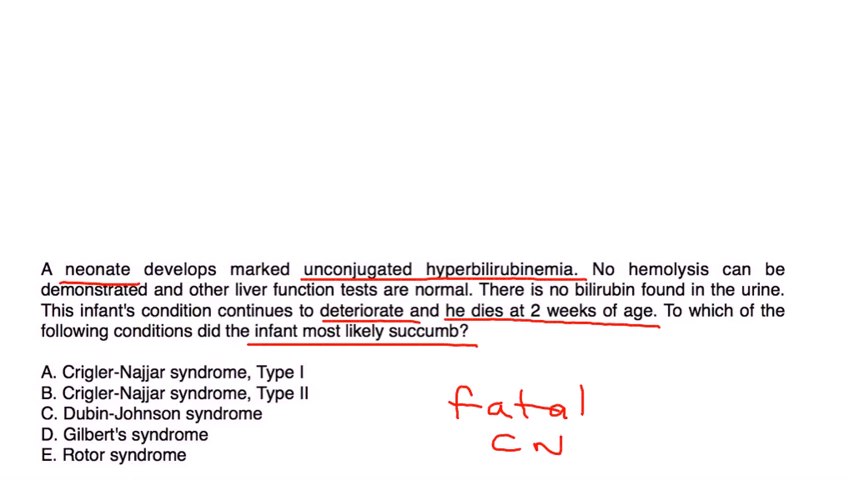 A neonate develops marked unconjugated hyperbilirubinemia. No hemolysis can be
demonstrated and other liver function tests are normal. There is no bilirubin found in the urine.
This infant's condition continues to deteriorate and he dies at 2 weeks of age. To which of the
following conditions did the infant most likely succumb?
A. Crigler-Najjar syndrome, Type I
B. Crigler-Najjar syndrome, Type II
C. Dubin-Johnson syndrome
D. Gilbert's syndrome
E. Rotor syndrome
fatal
CN